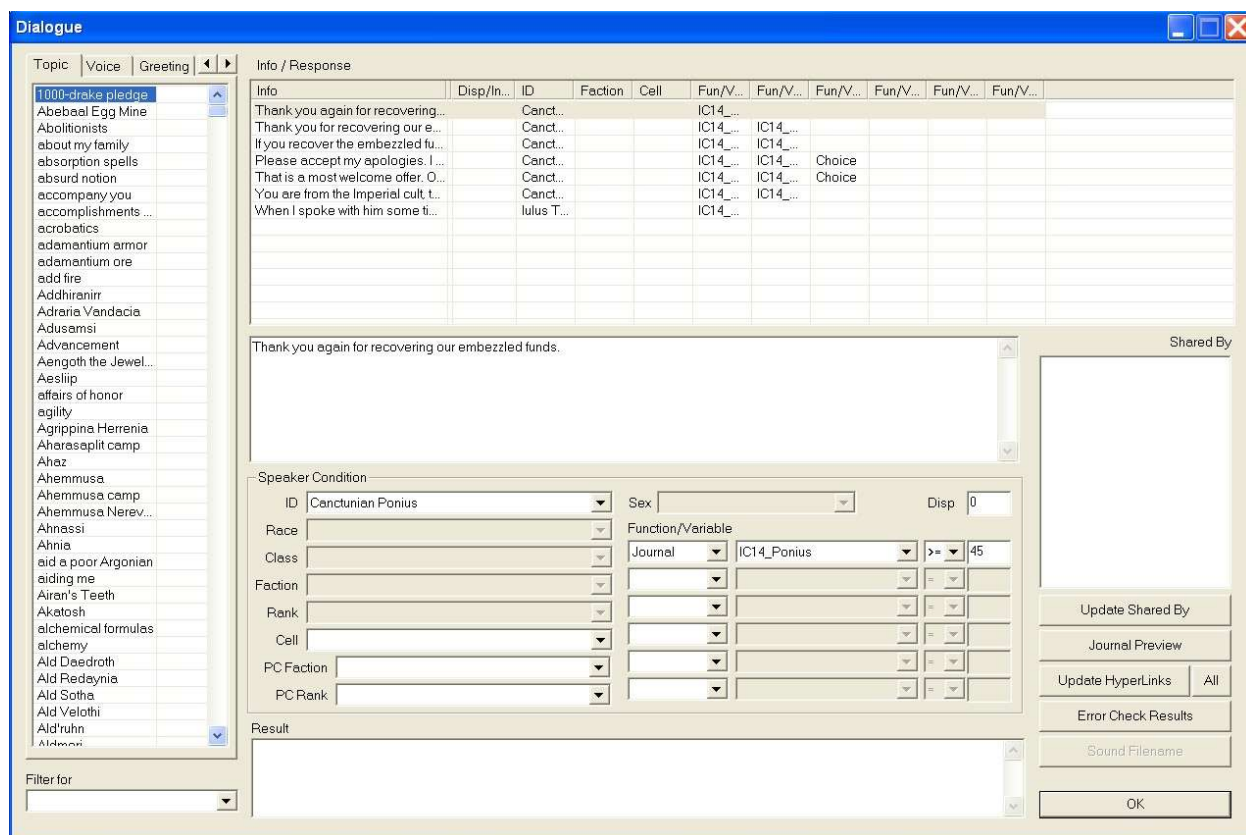 Dialogue
Topic Voice Greeting
1000-drake pledge
Abebaal Egg Mine
Abolitionists
about my family
absorption spells
absurd notion
accompany you
accomplishments ...
acrobatics
adamantium armor
adamantium ore
add fire
Addhiranirr
Adraria Vandacia
Adusamsi
Advancement
Aengoth the Jewel...
Aesliip
affairs of honor
agility
Agrippina Herrenia
Aharasaplit camp
Ahaz
Ahemmusa
Ahemmusa camp
Ahemmusa Nerev...
Ahnassi
Ahnia
aid a poor Argonian
aiding me
Airan's Teeth
Akatosh
alchemical formulas
alchemy
Ald Daedroth
Ald Redaynia
Ald Sotha
Ald Velothi
Ald'ruhn
Aldmeri
Filter for
Info / Response
Info Disp/In... ID Faction Cell Fun/V... Fun/V... Fun/V... Fun/V... Fun/V... Fun/V...
Thank you again for recovering... Canct... IC14_...
Thank you for recovering our e... Canct... IC14_... IC14_...
If you recover the embezzled fu... Canct... IC14_... IC14_...
Please accept my apologies. I ... Canct... IC14_... IC14_... Choice
That is a most welcome offer. O... Canct... IC14_... IC14_... Choice
You are from the Imperial cult, t... Canct... IC14_... IC14_...
When I spoke with him some ti... Iulus T... IC14_...
Thank you again for recovering our embezzled funds.
Speaker Condition
ID Canctunian Ponius
Race
Class
Faction
Rank
Cell
PC Faction
PC Rank
Sex Disp 0
Function/Variable
Journal IC14_Ponius >= 45
=
=
=
=
=
Result
Shared By
Update Shared By
Journal Preview
Update HyperLinks All
Error Check Results
Sound Filename
OK